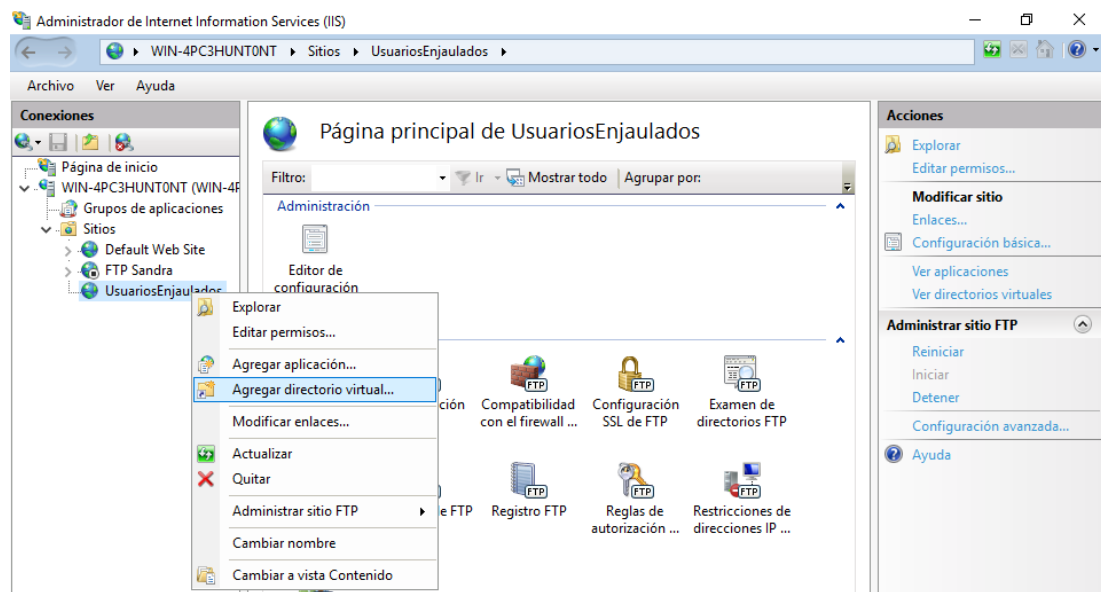 Administrador de Internet Information Services (IIS)
WIN-4PC3HUNT0NT
Sitios
UsuariosEnjaulados
Archivo Ver Ayuda
Conexiones
Página de inicio
WIN-4PC3HUNT0NT (WIN-4P
Grupos de aplicaciones
Sitios
Default Web Site
FTP Sandra
UsuariosEnjaulados
Explorar
Editar permisos...
Agregar aplicación...
Agregar directorio virtual...
Modificar enlaces...
Actualizar
Quitar
Administrar sitio FTP
Cambiar nombre
Cambiar a vista Contenido
Página principal de UsuariosEnjaulados
Filtro: Ir Mostrar todo Agrupar por:
Administración
Editor de
configuración
ción
Compatibilidad
con el firewall ...
Configuración
SSL de FTP
Examen de
directorios FTP
e FTP
Registro FTP
Reglas de
autorización ...
Restricciones de
direcciones IP ...
FTP
FTP
FTP
FTP
FTP
FTP
Acciones
Explorar
Editar permisos...
Modificar sitio
Enlaces...
Configuración básica...
Ver aplicaciones
Ver directorios virtuales
Administrar sitio FTP
Reiniciar
Iniciar
Detener
Configuración avanzada...
Ayuda